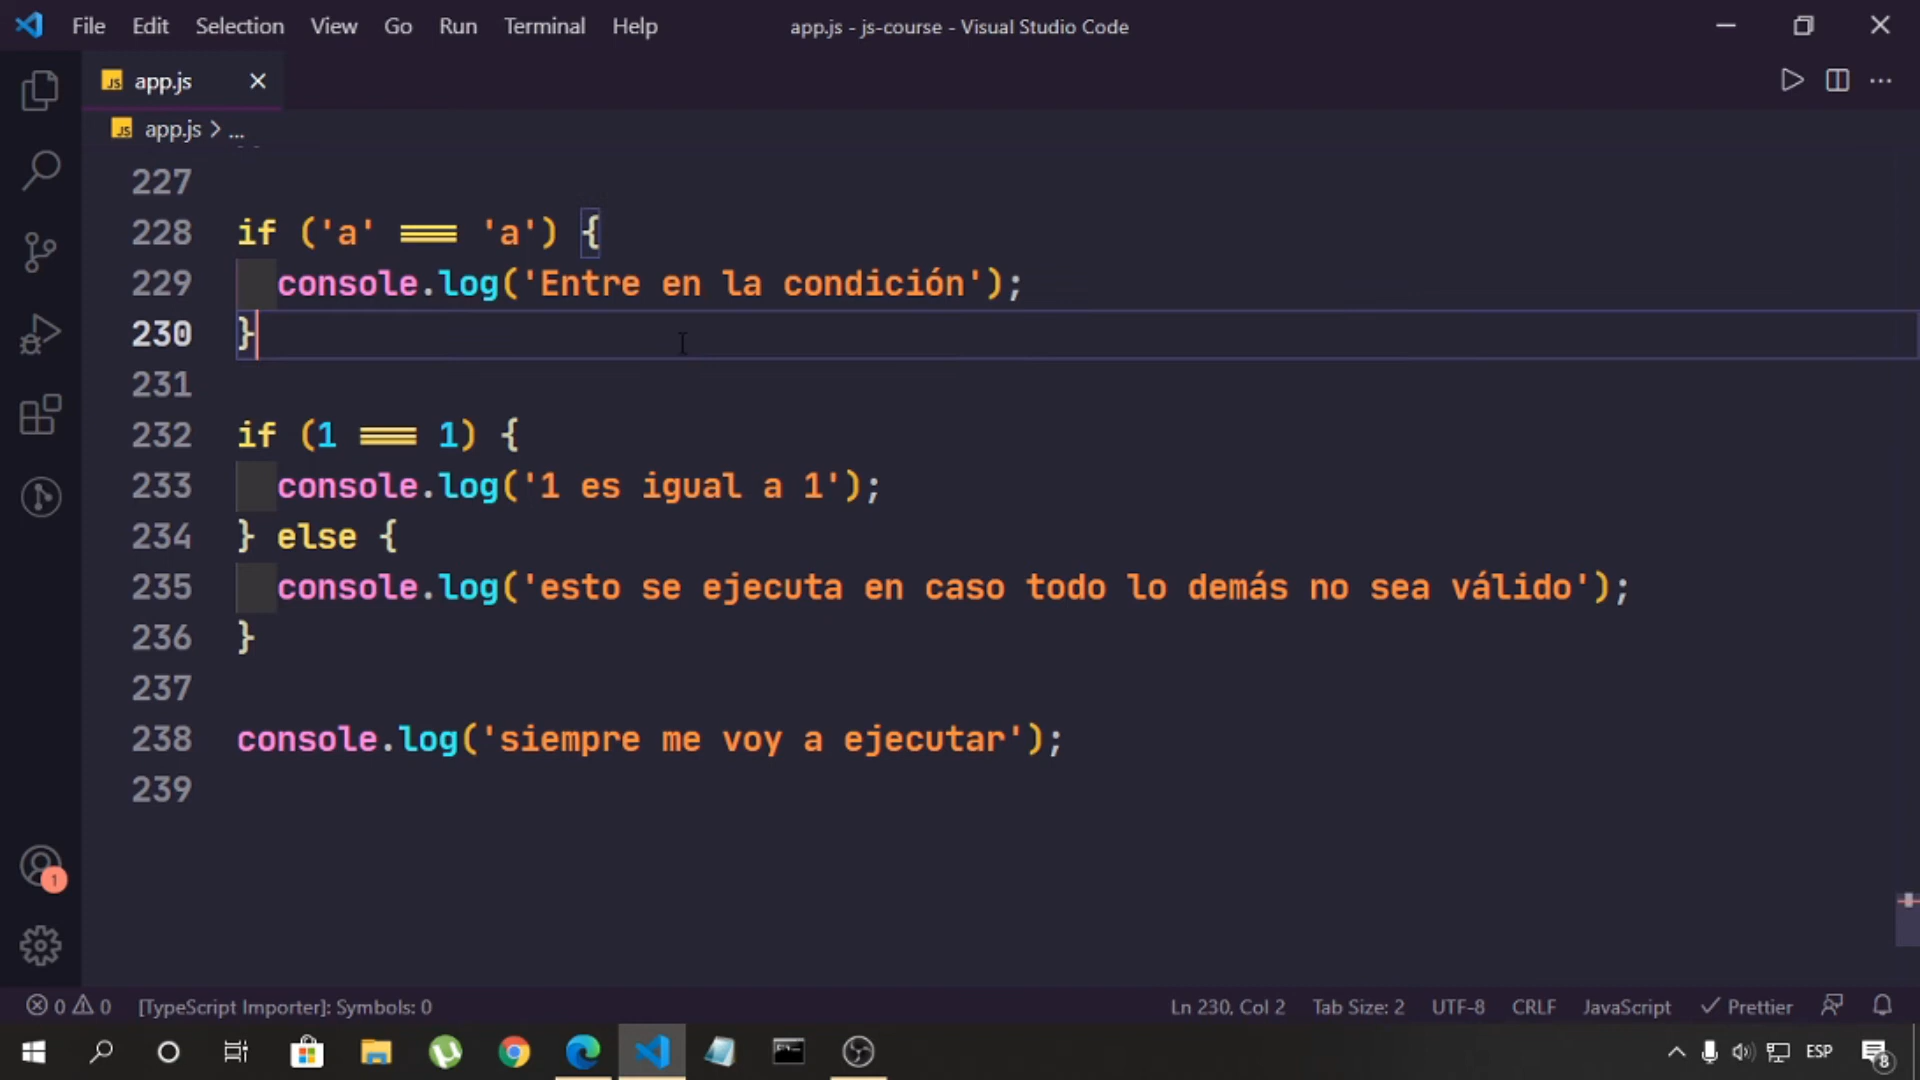 File Edit Selection View Go Run Terminal Help app.js - js-course - Visual Studio Code
JS app.js
JS app.js > ...
227
228 if ('a' === 'a') {
229 console.log('Entre en la condición');
230 }
231
232 if (1 === 1) {
233 console.log('1 es igual a 1');
234 } else {
235 console.log('esto se ejecuta en caso todo lo demás no sea válido');
236 }
237
238 console.log('siempre me voy a ejecutar');
239
1
0 0 [TypeScript Importer]: Symbols: 0 Ln 230, Col 2 Tab Size: 2 UTF-8 CRLF JavaScript Prettier
ESP 8